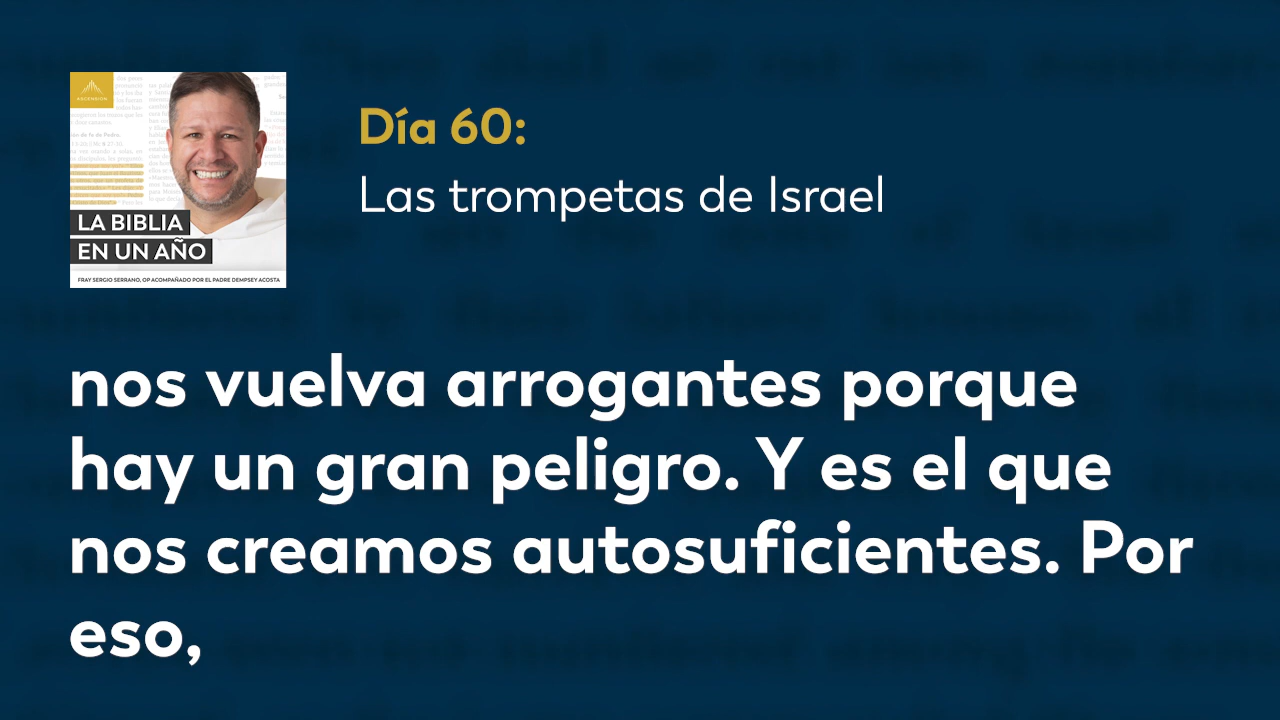 ASCENSION
LA BIBLIA
EN UN AÑO
FRAY SERGIO SERRANO, OP ACOMPAÑADO POR EL PADRE DEMPSEY ACOSTA
Día 60:
Las trompetas de Israel
nos vuelva arrogantes porque
hay un gran peligro. Y es el que
nos creamos autosuficientes. Por
eso,